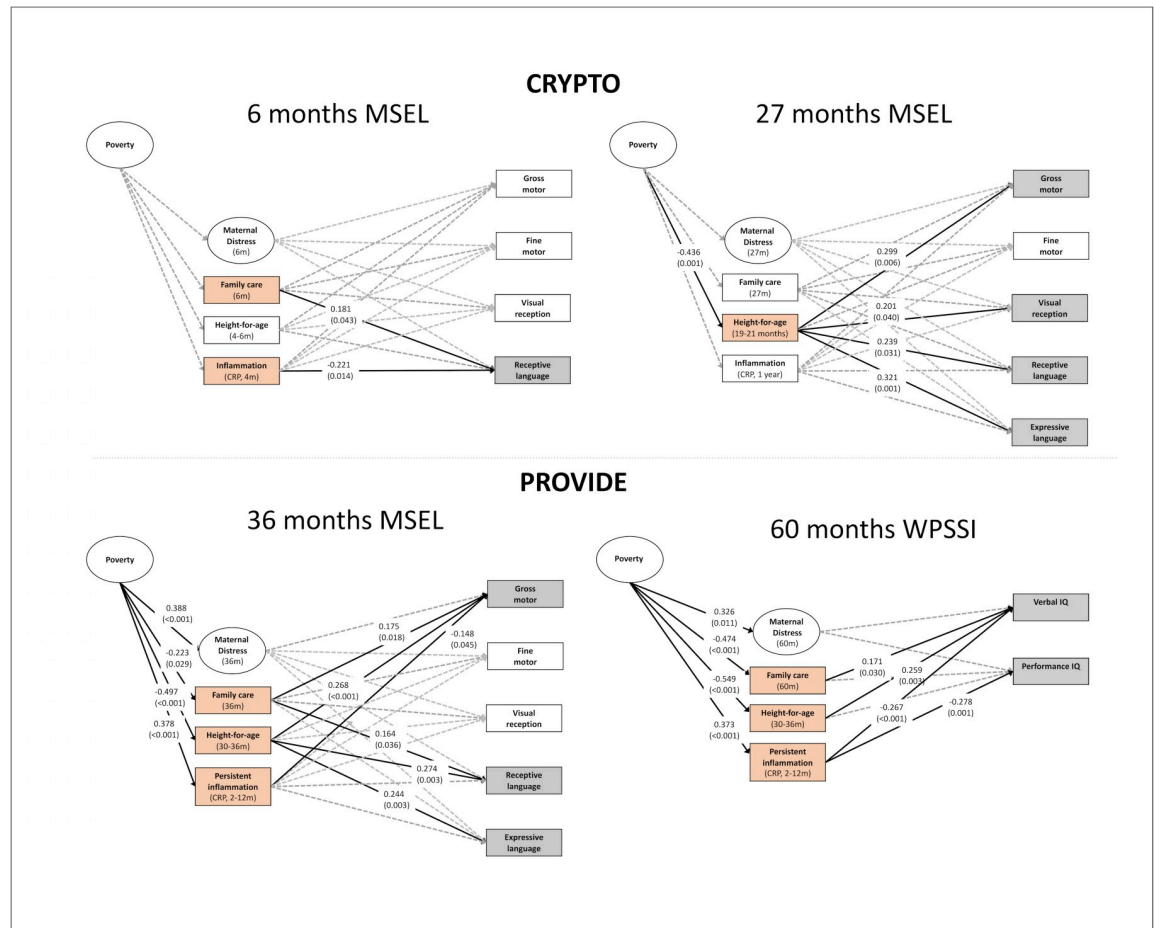 CRYPTO
6 months MSEL
Poverty
Maternal
Distress
(6m)
Family care
(6m)
Height-for-age
(4-6m)
Inflammation
(CRP, 4m)
0.181
(0.043)
-0.221
(0.014)
Gross
motor
Fine
motor
Visual
reception
Receptive
language
27 months MSEL
Poverty
-0.436
(0.001)
Maternal
Distress
(27m)
Family care
(27m)
Height-for-age
(19-21 months)
Inflammation
(CRP, 1 year)
0.299
(0.006)
0.201
(0.040)
0.239
(0.031)
0.321
(0.001)
Gross
motor
Fine
motor
Visual
reception
Receptive
language
Expressive
language
PROVIDE
36 months MSEL
Poverty
0.388
(<0.001)
-0.223
(0.029)
-0.497
(<0.001)
0.378
(<0.001)
Maternal
Distress
(36m)
Family care
(36m)
Height-for-age
(30-36m)
Persistent
inflammation
(CRP, 2-12m)
0.175
(0.018)
-0.148
(0.045)
0.268
(<0.001)
0.164
(0.036)
0.274
(0.003)
0.244
(0.003)
Gross
motor
Fine
motor
Visual
reception
Receptive
language
Expressive
language
60 months WPSSI
Poverty
0.326
(0.011)
-0.474
(<0.001)
-0.549
(<0.001)
0.373
(<0.001)
Maternal
Distress
(60m)
Family care
(60m)
Height-for-age
(30-36m)
Persistent
inflammation
(CRP, 2-12m)
0.171
(0.030)
0.259
(0.003)
-0.267
(<0.001)
-0.278
(0.001)
Verbal IQ
Performance IQ